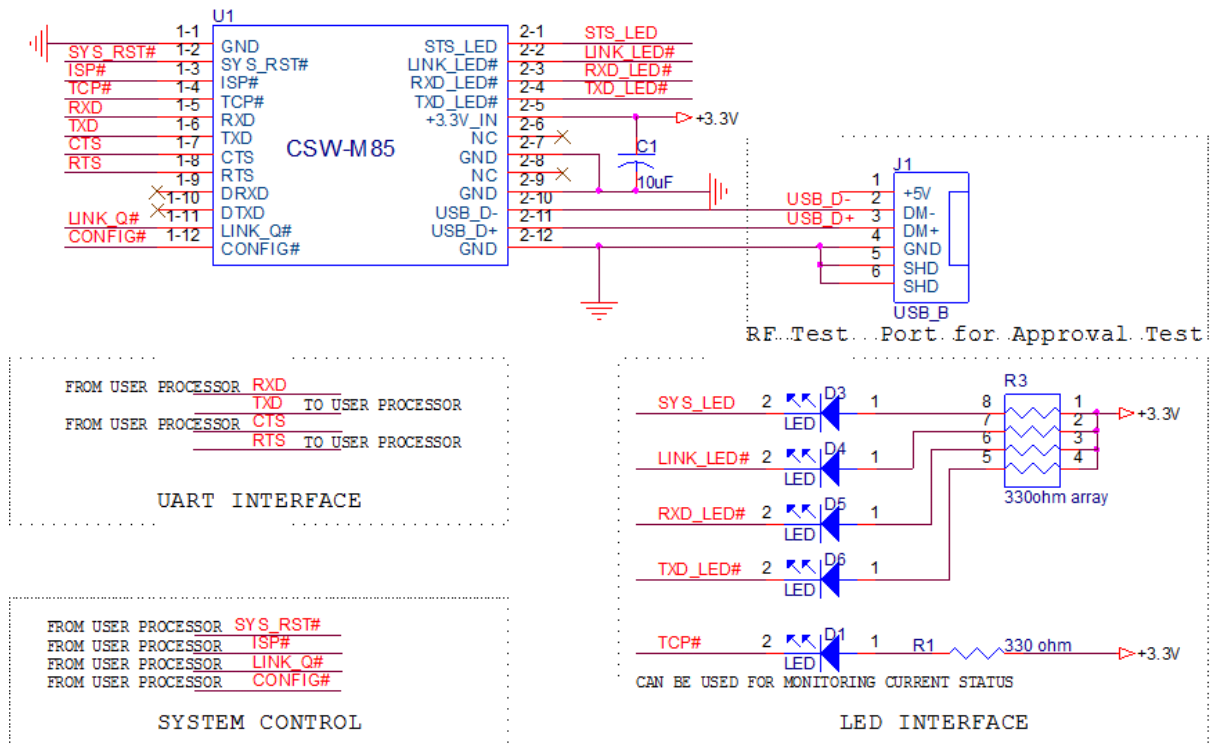 U1
1-1 GND STS_LED 2-1 STS_LED
SYS_RST# 1-2 SYS_RST# LINK_LED# 2-2 LINK_LED#
ISP# 1-3 ISP# RXD_LED# 2-3 RXD_LED#
TCP# 1-4 TCP# TXD_LED# 2-4 TXD_LED#
RXD 1-5 RXD +3.3V_IN 2-5 +3.3V
TXD 1-6 TXD NC 2-6
CTS 1-7 CTS GND 2-7
RTS 1-8 RTS NC 2-8
1-9 DRXD GND 2-9
1-10 DTXD USB_D- 2-10
LINK_Q# 1-11 LINK_Q# USB_D+ 2-11
CONFIG# 1-12 CONFIG# GND 2-12
CSW-M85
C1
10uF
J1
1 +5V
USB_D- 2 DM-
USB_D+ 3 DM+
4 GND
5 SHD
6 SHD
USB_B
RF Test Port for Approval Test
FROM USER PROCESSOR RXD
TXD TO USER PROCESSOR
FROM USER PROCESSOR CTS
RTS TO USER PROCESSOR
UART INTERFACE
FROM USER PROCESSOR SYS_RST#
FROM USER PROCESSOR ISP#
FROM USER PROCESSOR LINK_Q#
FROM USER PROCESSOR CONFIG#
SYSTEM CONTROL
R3
SYS_LED 2 D3 1 8 1 +3.3V
LED
7 2
LINK_LED# 2 D4 1 6 3
LED
5 4
330ohm array
RXD_LED# 2 D5 1
LED
TXD_LED# 2 D6 1
LED
TCP# 2 D1 1 R1 330 ohm +3.3V
LED
CAN BE USED FOR MONITORING CURRENT STATUS
LED INTERFACE